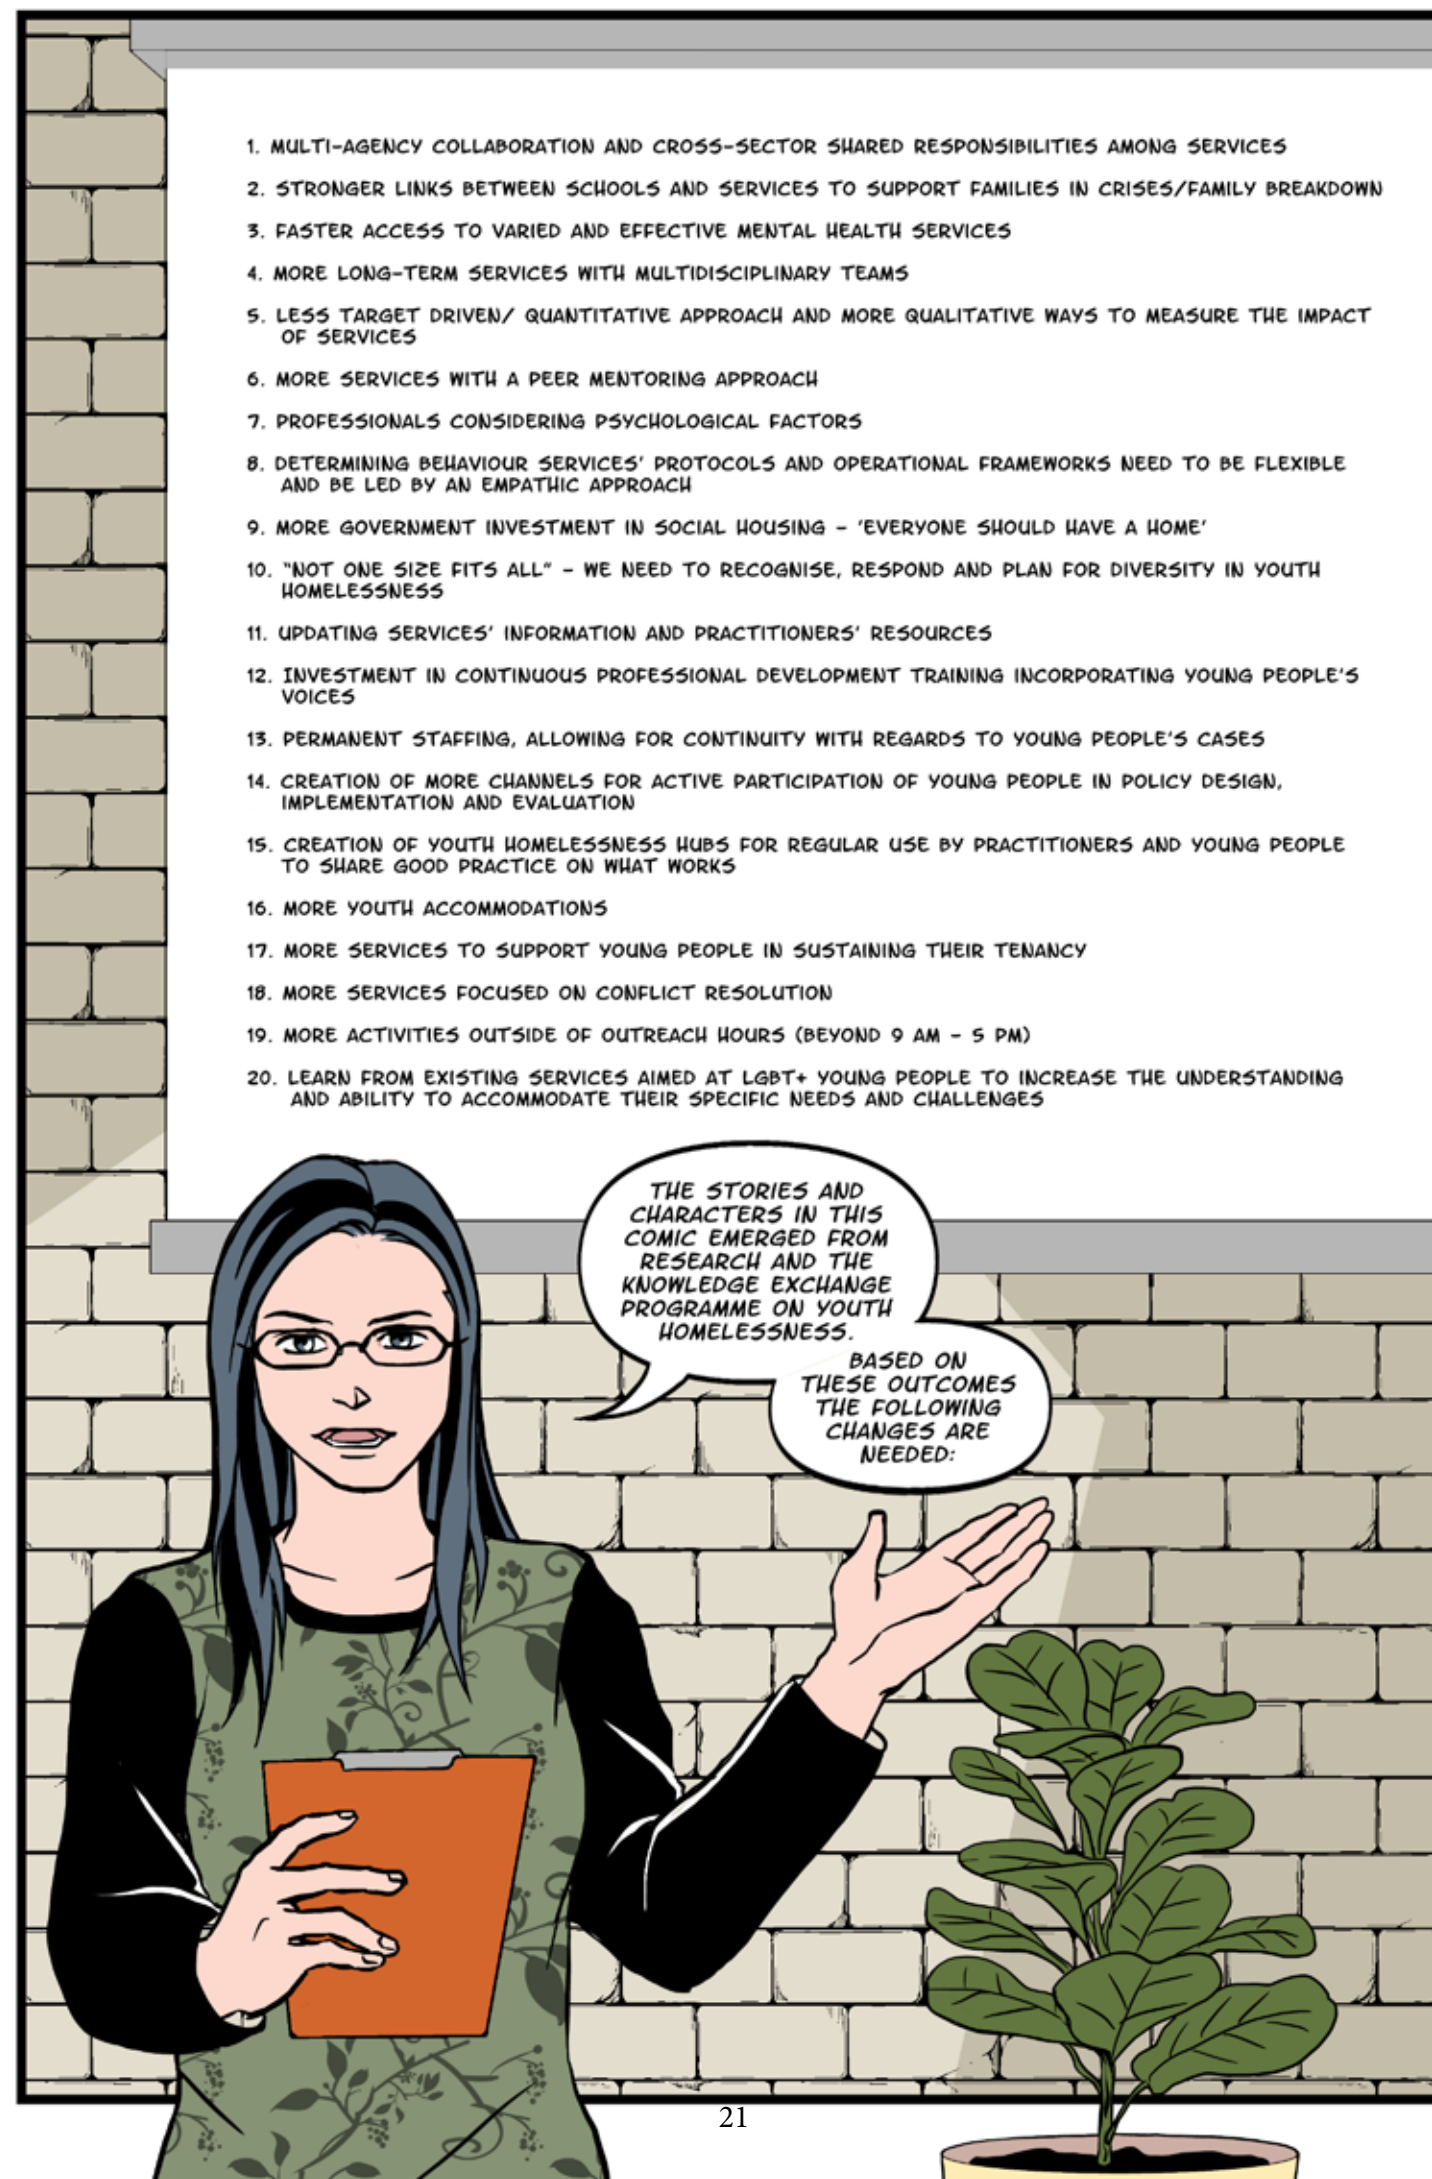 1. MULTI-AGENCY COLLABORATION AND CROSS-SECTOR SHARED RESPONSIBILITIES AMONG SERVICES
2. STRONGER LINKS BETWEEN SCHOOLS AND SERVICES TO SUPPORT FAMILIES IN CRISES/FAMILY BREAKDOWN
3. FASTER ACCESS TO VARIED AND EFFECTIVE MENTAL HEALTH SERVICES
4. MORE LONG-TERM SERVICES WITH MULTIDISCIPLINARY TEAMS
5. LESS TARGET DRIVEN/ QUANTITATIVE APPROACH AND MORE QUALITATIVE WAYS TO MEASURE THE IMPACT
OF SERVICES
6. MORE SERVICES WITH A PEER MENTORING APPROACH
7. PROFESSIONALS CONSIDERING PSYCHOLOGICAL FACTORS
8. DETERMINING BEHAVIOUR SERVICES' PROTOCOLS AND OPERATIONAL FRAMEWORKS NEED TO BE FLEXIBLE
AND BE LED BY AN EMPATHIC APPROACH
9. MORE GOVERNMENT INVESTMENT IN SOCIAL HOUSING - 'EVERYONE SHOULD HAVE A HOME'
10. "NOT ONE SIZE FITS ALL" - WE NEED TO RECOGNISE, RESPOND AND PLAN FOR DIVERSITY IN YOUTH
HOMELESSNESS
11. UPDATING SERVICES' INFORMATION AND PRACTITIONERS' RESOURCES
12. INVESTMENT IN CONTINUOUS PROFESSIONAL DEVELOPMENT TRAINING INCORPORATING YOUNG PEOPLE'S
VOICES
13. PERMANENT STAFFING, ALLOWING FOR CONTINUITY WITH REGARDS TO YOUNG PEOPLE'S CASES
14. CREATION OF MORE CHANNELS FOR ACTIVE PARTICIPATION OF YOUNG PEOPLE IN POLICY DESIGN,
IMPLEMENTATION AND EVALUATION
15. CREATION OF YOUTH HOMELESSNESS HUBS FOR REGULAR USE BY PRACTITIONERS AND YOUNG PEOPLE
TO SHARE GOOD PRACTICE ON WHAT WORKS
16. MORE YOUTH ACCOMMODATIONS
17. MORE SERVICES TO SUPPORT YOUNG PEOPLE IN SUSTAINING THEIR TENANCY
18. MORE SERVICES FOCUSED ON CONFLICT RESOLUTION
19. MORE ACTIVITIES OUTSIDE OF OUTREACH HOURS (BEYOND 9 AM - 5 PM)
20. LEARN FROM EXISTING SERVICES AIMED AT LGBT+ YOUNG PEOPLE TO INCREASE THE UNDERSTANDING
AND ABILITY TO ACCOMMODATE THEIR SPECIFIC NEEDS AND CHALLENGES
THE STORIES AND
CHARACTERS IN THIS
COMIC EMERGED FROM
RESEARCH AND THE
KNOWLEDGE EXCHANGE
PROGRAMME ON YOUTH
HOMELESSNESS.
BASED ON
THESE OUTCOMES
THE FOLLOWING
CHANGES ARE
NEEDED:
21